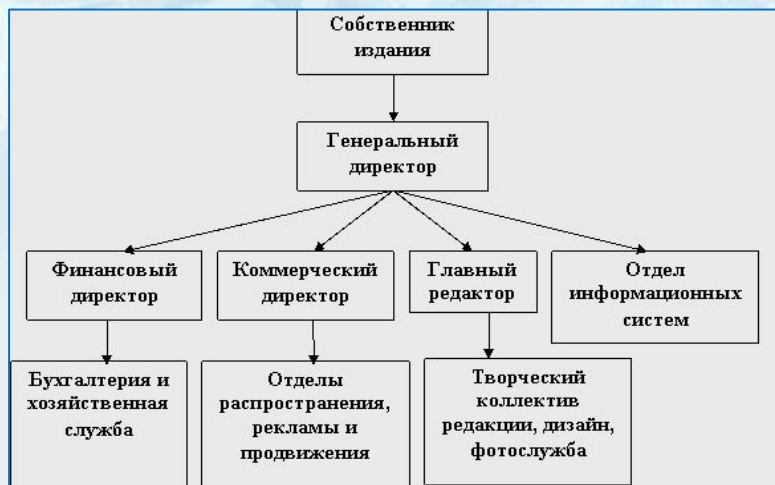 Собственник
издания
Генеральный
директор
Финансовый
директор
Коммерческий
директор
Главный
редактор
Отдел
информационных
систем
Бухгалтерия и
хозяйственная
служба
Отделы
распространения,
рекламы и
продвижения
Творческий
коллектив
редакции, дизайн,
фотослужба